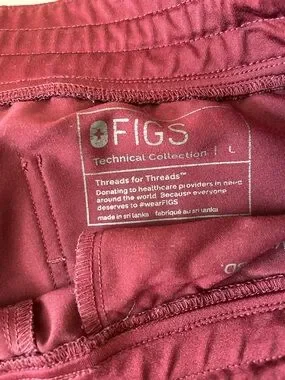 FIGS
Technical Collection | L
Threads for Threads™
Donating to healthcare providers in need
around the world Because everyone
deserves to #wearFIGS
made in sri lanka fabriqué au sri lanka